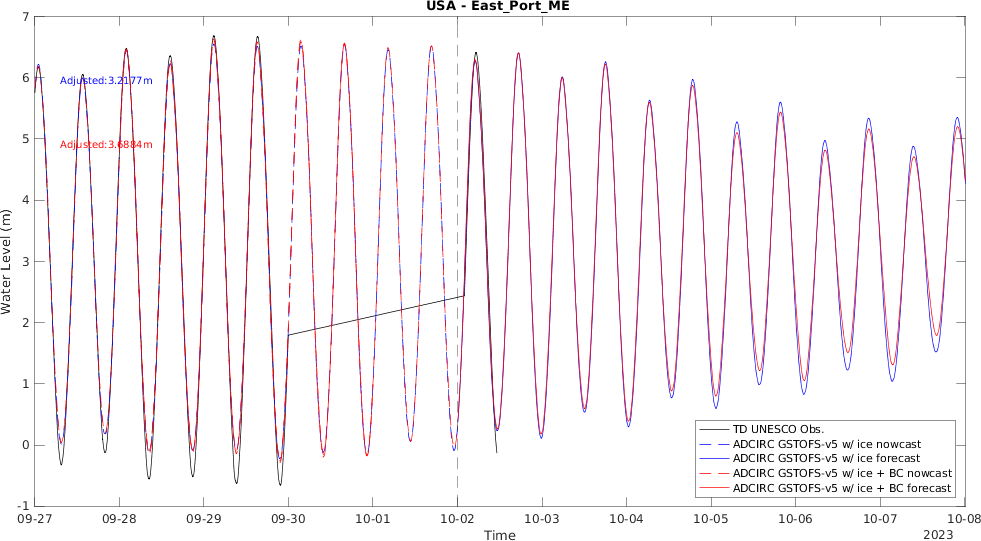 USA - East_Port_ME
7
6
5
4
3
2
1
0
-1
Water Level (m)
Adjusted:3.2177m
Adjusted:3.6884m
TD UNESCO Obs.
ADCIRC GSTOFS-v5 w/ ice nowcast
ADCIRC GSTOFS-v5 w/ ice forecast
ADCIRC GSTOFS-v5 w/ ice + BC nowcast
ADCIRC GSTOFS-v5 w/ ice + BC forecast
09-27 09-28 09-29 09-30 10-01 10-02 10-03 10-04 10-05 10-06 10-07 10-08
Time
2023